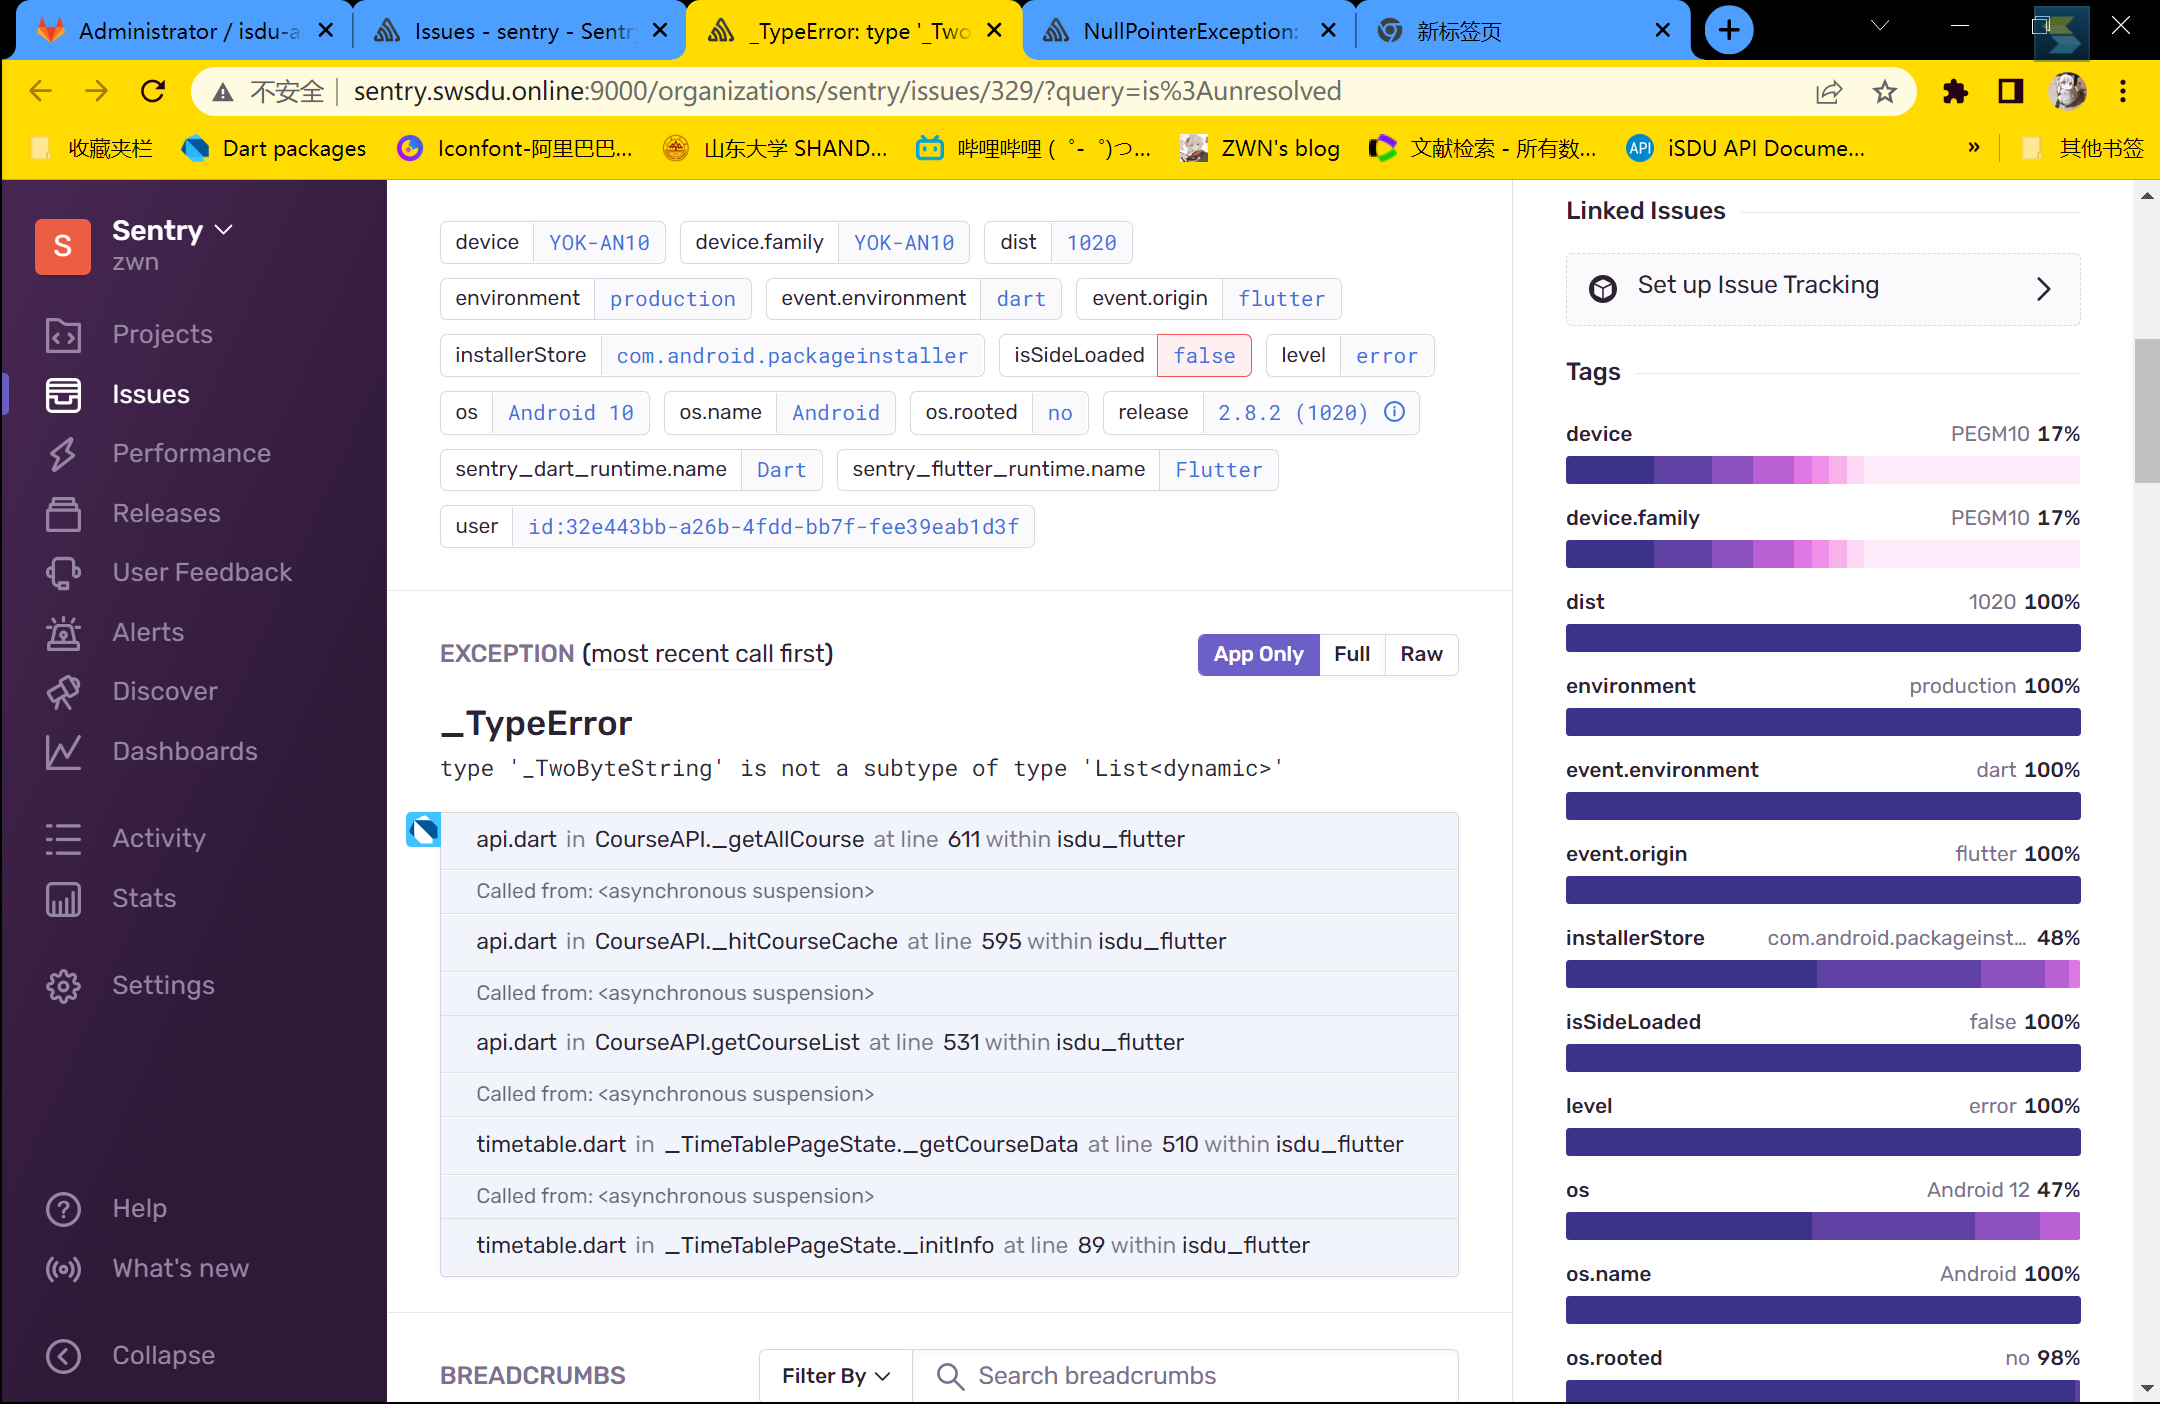 Administrator / isdu-a
Issues - sentry - Sentr
_TypeError: type '_Two
NullPointerException:
新标签页
不安全
sentry.swsdu.online:9000/organizations/sentry/issues/329/?query=is%3Aunresolved
收藏夹栏
Dart packages
Iconfont-阿里巴巴...
山东大学 SHAND...
哔哩哔哩 ( ゜- ゜)つ...
ZWN's blog
文献检索 - 所有数...
API
iSDU API Docume...
»
其他书签
S
Sentry
zwn
Projects
Issues
Performance
Releases
User Feedback
Alerts
Discover
Dashboards
Activity
Stats
Settings
Help
What's new
Collapse
device YOK-AN10 device.family YOK-AN10 dist 1020
environment production event.environment dart event.origin flutter
installerStore com.android.packageinstaller isSideLoaded false level error
os Android 10 os.name Android os.rooted no release 2.8.2 (1020)
sentry_dart_runtime.name Dart sentry_flutter_runtime.name Flutter
user id:32e443bb-a26b-4fdd-bb7f-fee39eab1d3f
EXCEPTION (most recent call first)
App Only Full Raw
_TypeError
type '_TwoByteString' is not a subtype of type 'List<dynamic>'
api.dart in CourseAPI._getAllCourse at line 611 within isdu_flutter
Called from: <asynchronous suspension>
api.dart in CourseAPI._hitCourseCache at line 595 within isdu_flutter
Called from: <asynchronous suspension>
api.dart in CourseAPI.getCourseList at line 531 within isdu_flutter
Called from: <asynchronous suspension>
timetable.dart in _TimeTablePageState._getCourseData at line 510 within isdu_flutter
Called from: <asynchronous suspension>
timetable.dart in _TimeTablePageState._initInfo at line 89 within isdu_flutter
BREADCRUMBS
Filter By
Search breadcrumbs
Linked Issues
Set up Issue Tracking
Tags
device PEGM10 17%
device.family PEGM10 17%
dist 1020 100%
environment production 100%
event.environment dart 100%
event.origin flutter 100%
installerStore com.android.packageinst... 48%
isSideLoaded false 100%
level error 100%
os Android 12 47%
os.name Android 100%
os.rooted no 98%